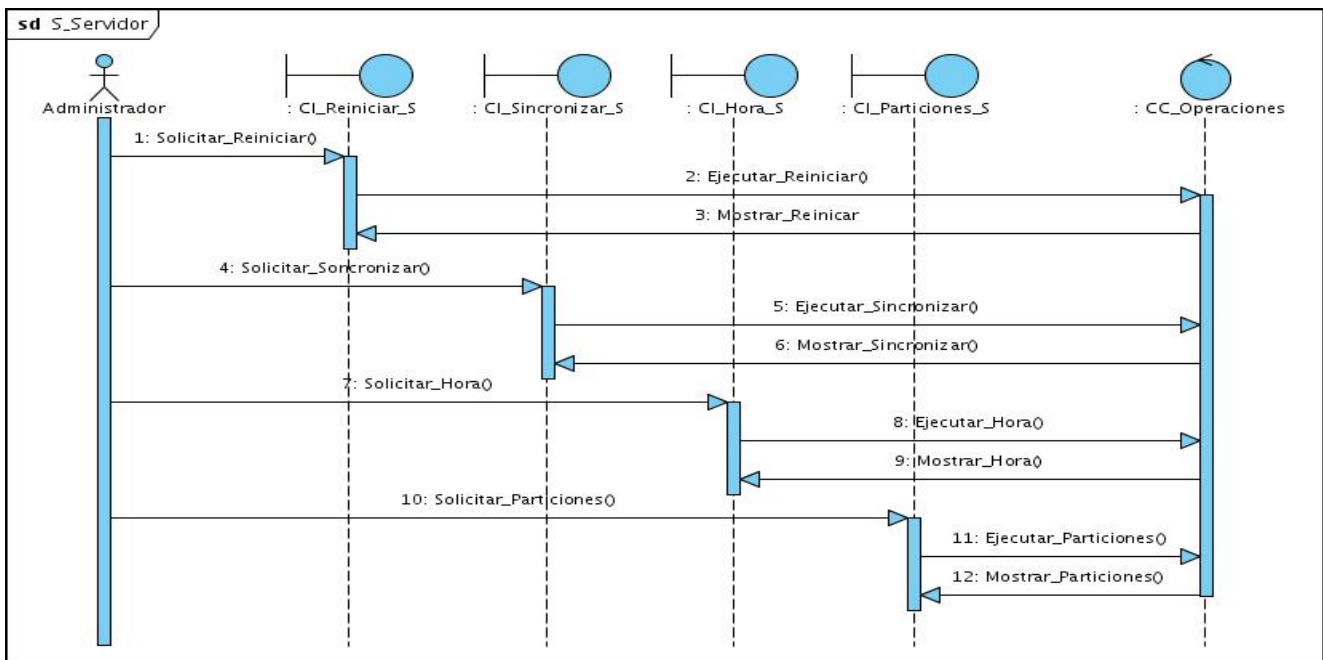 sd S_Servidor
Administrador
: CI_Reiniciar_S
: CI_Sincronizar_S
: CI_Hora_S
: CI_Particiones_S
: CC_Operaciones
1: Solicitar_Reiniciar()
2: Ejecutar_Reiniciar()
3: Mostrar_Reinicar
4: Solicitar_Soncronizar()
5: Ejecutar_Sincronizar()
6: Mostrar_Sincronizar()
7: Solicitar_Hora()
8: Ejecutar_Hora()
9: Mostrar_Hora()
10: Solicitar_Particiones()
11: Ejecutar_Particiones()
12: Mostrar_Particiones()